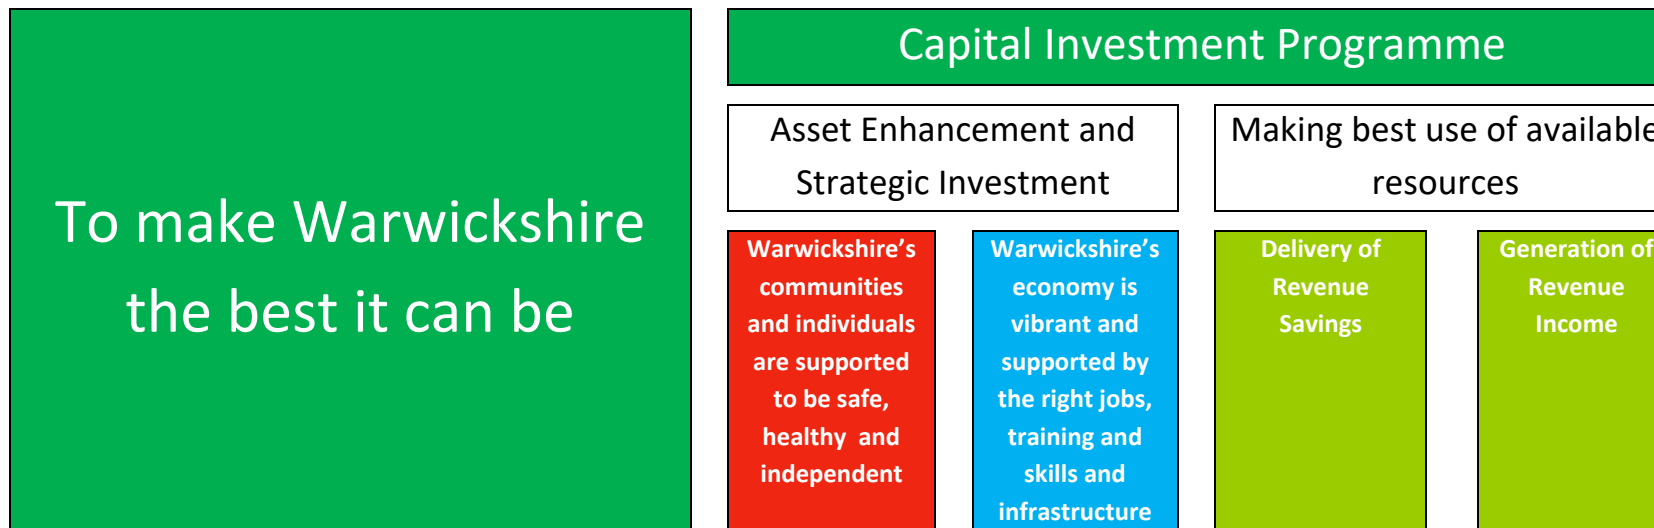 To make Warwickshire
the best it can be
Capital Investment Programme
Asset Enhancement and
Strategic Investment
Making best use of available
resources
Warwickshire's
communities
and individuals
are supported
to be safe,
healthy and
independent
Warwickshire's
economy is
vibrant and
supported by
the right jobs,
training and
skills and
infrastructure
Delivery of
Revenue
Savings
Generation of
Revenue
Income